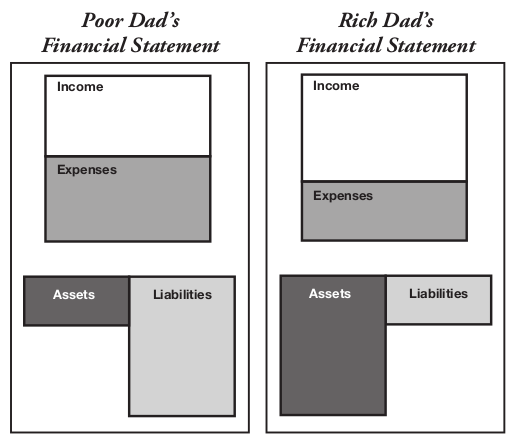 Poor Dad's
Financial Statement
Income
Expenses
Assets
Liabilities
Rich Dad's
Financial Statement
Income
Expenses
Assets
Liabilities